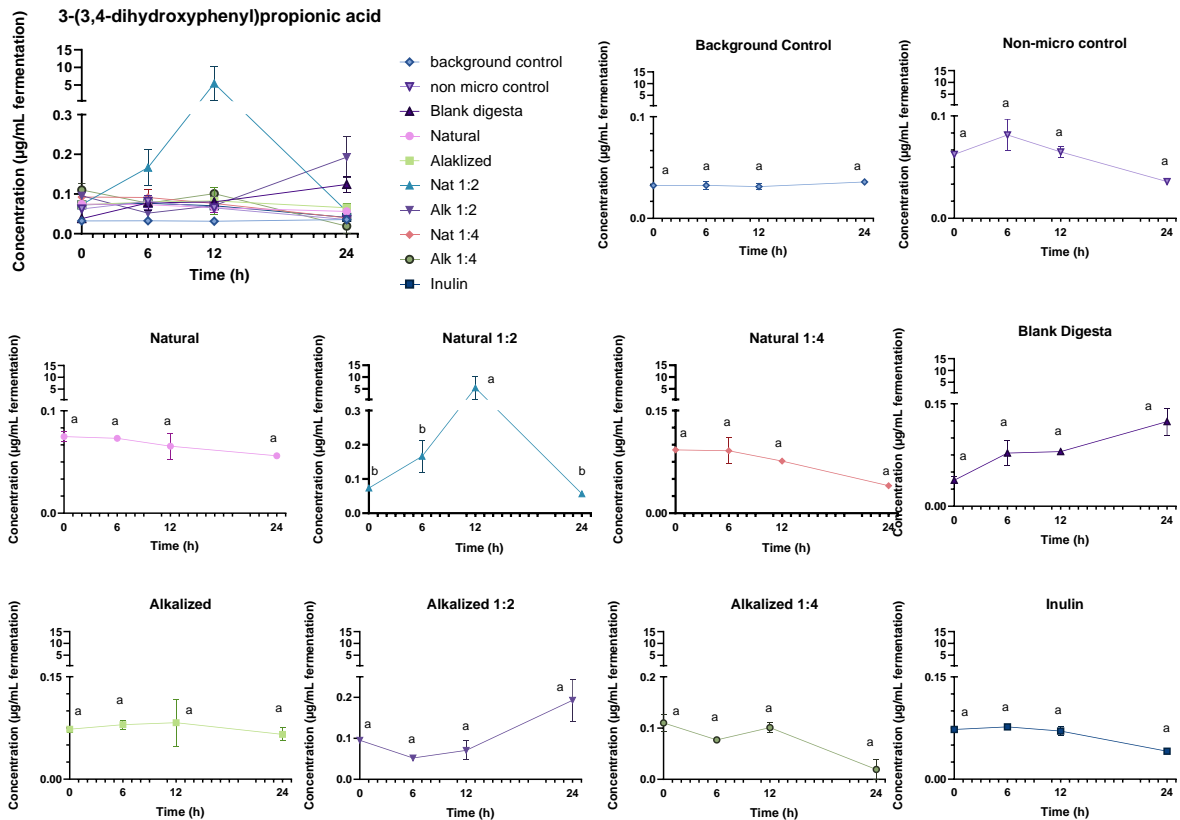 3-(3,4-dihydroxyphenyl)propionic acid
Concentration (µg/mL fermentation)
15
10
5
0.3
0.2
0.1
0.0
0
6
12
24
Time (h)
background control
non micro control
Blank digesta
Natural
Alaklized
Nat 1:2
Alk 1:2
Nat 1:4
Alk 1:4
Inulin
Background Control
Concentration (µg/mL fermentation)
15
10
5
0.1
0.0
a
a
a
a
0
6
12
24
Time (h)
Non-micro control
Concentration (µg/mL fermentation)
15
10
5
0.1
0.0
a
a
a
a
0
6
12
24
Time (h)
Natural
Concentration (µg/mL fermentation)
15
10
5
0.1
0.0
a
a
a
a
0
6
12
24
Time (h)
Natural 1:2
Concentration (µg/mL fermentation)
15
10
5
0.3
0.2
0.1
0.0
b
b
a
b
0
6
12
24
Time (h)
Natural 1:4
Concentration (µg/mL fermentation)
15
10
5
0.15
0.00
a
a
a
a
0
6
12
24
Time (h)
Blank Digesta
Concentration (µg/mL fermentation)
15
10
5
0.15
0.00
a
a
a
a
0
6
12
24
Time (h)
Alkalized
Concentration (µg/mL fermentation)
15
10
5
0.15
0.00
a
a
a
a
0
6
12
24
Time (h)
Alkalized 1:2
Concentration (µg/mL fermentation)
15
10
5
0.2
0.1
0.0
a
a
a
a
0
6
12
24
Time (h)
Alkalized 1:4
Concentration (µg/mL fermentation)
15
10
5
0.2
0.1
0.0
a
a
a
a
0
6
12
24
Time (h)
Inulin
Concentration (µg/mL fermentation)
15
10
5
0.15
0.00
a
a
a
a
0
6
12
24
Time (h)